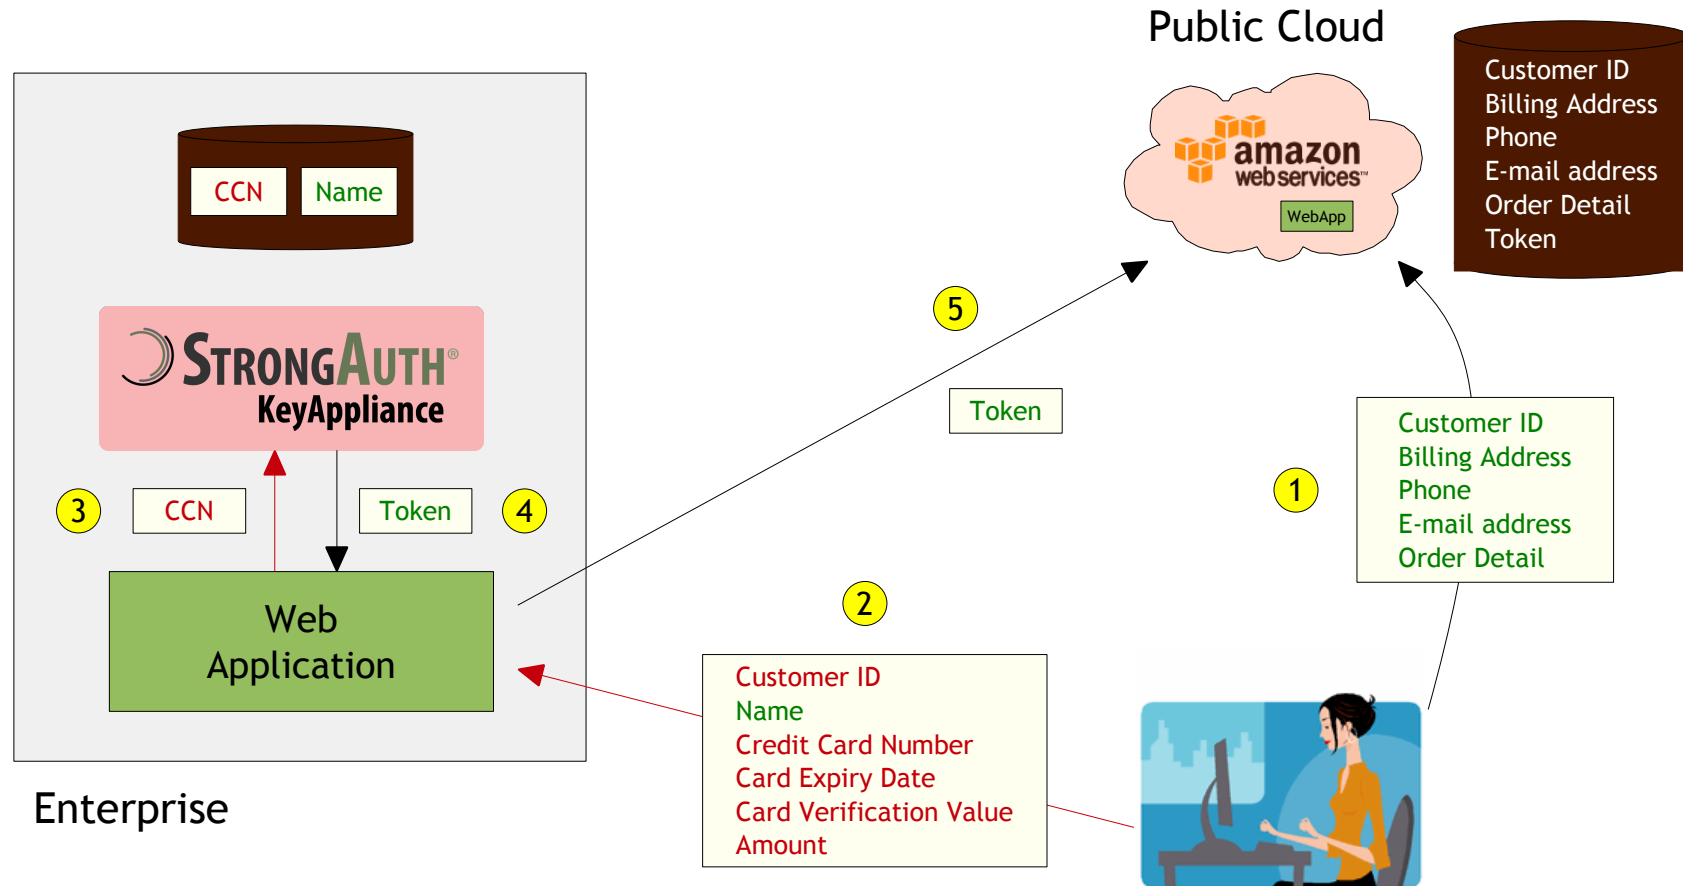 Public Cloud
Customer ID
Billing Address
Phone
E-mail address
Order Detail
Token
amazon
webservices™
WebApp
CCN
Name
STRONGAUTH®
KeyAppliance
3
CCN
Token
4
Web
Application
Enterprise
5
Token
1
Customer ID
Billing Address
Phone
E-mail address
Order Detail
2
Customer ID
Name
Credit Card Number
Card Expiry Date
Card Verification Value
Amount